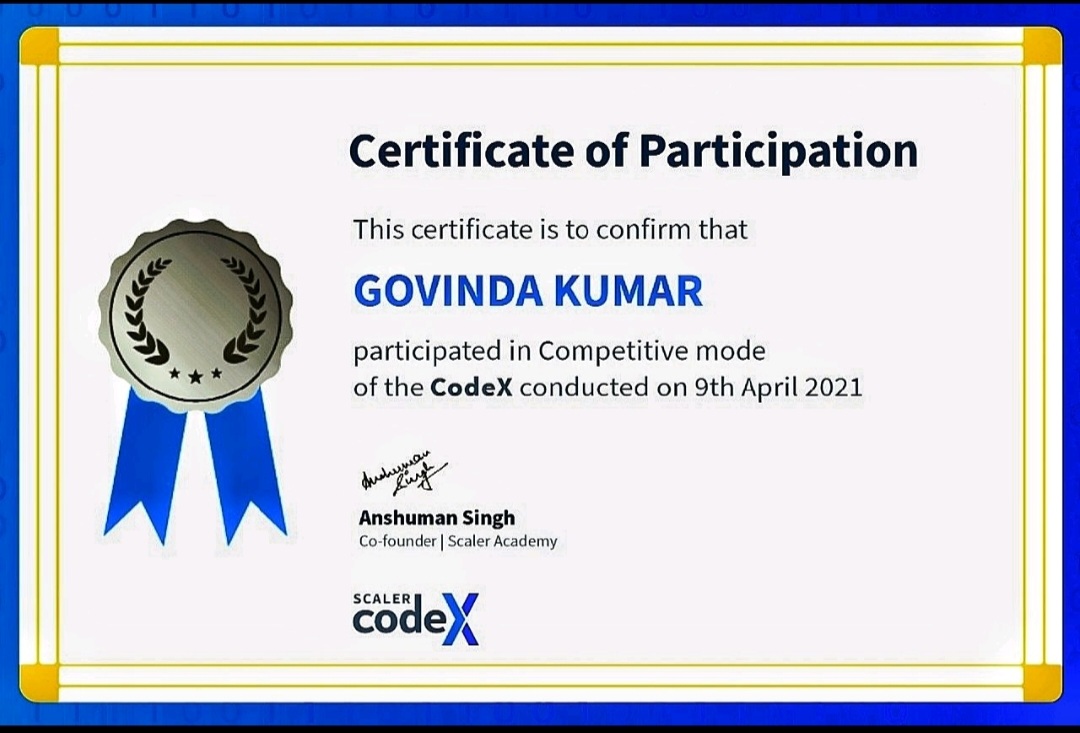 Certificate of Participation
This certificate is to confirm that
GOVINDA KUMAR
participated in Competitive mode
of the CodeX conducted on 9th April 2021
Anshuman
Singh
Anshuman Singh
Co-founder | Scaler Academy
SCALER
codeX